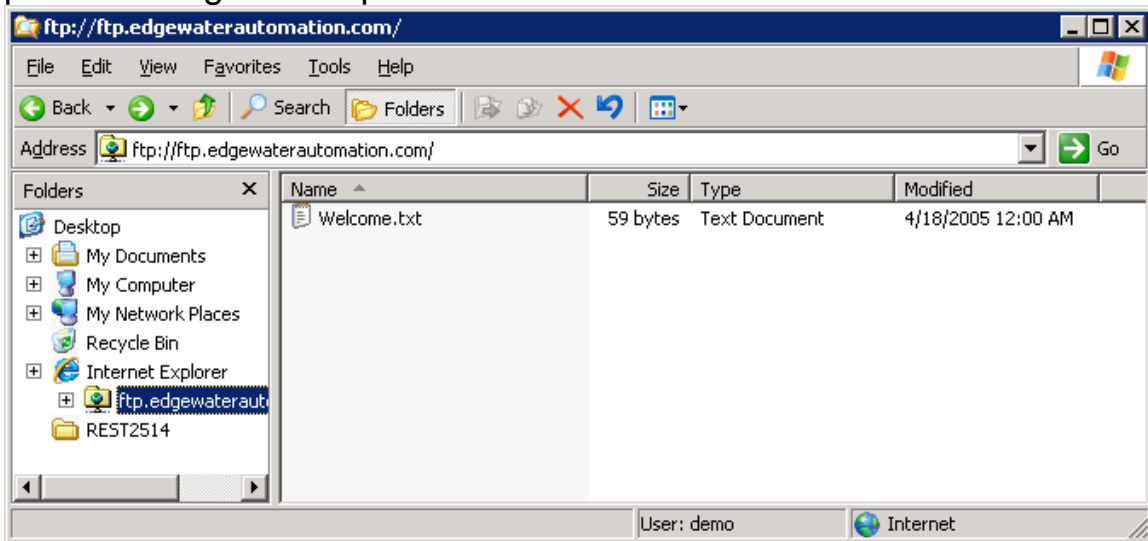 ftp://ftp.edgewaterautomation.com/
File Edit View Favorites Tools Help
Back Search Folders
Address ftp://ftp.edgewaterautomation.com/ Go
Folders X Name Size Type Modified
Desktop Welcome.txt 59 bytes Text Document 4/18/2005 12:00 AM
My Documents
My Computer
My Network Places
Recycle Bin
Internet Explorer
ftp.edgewateraut
REST2514
User: demo Internet